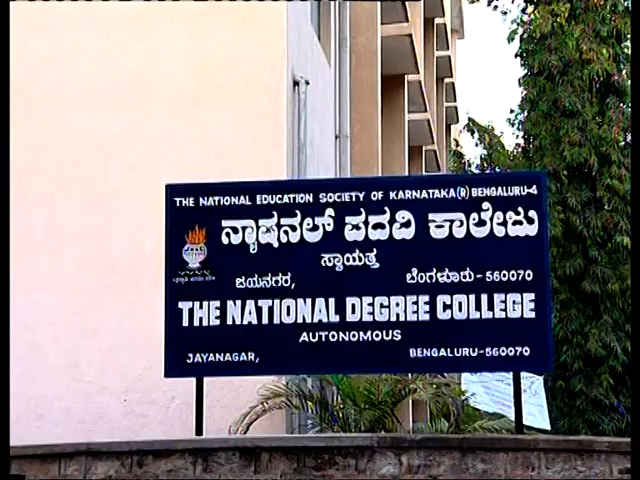 THE NATIONAL EDUCATION SOCIETY OF KARNATAKA(R) BENGALURU-4
ನ್ಯಾಷನಲ್ ಪದವಿ ಕಾಲೇಜು
ಸ್ವಾಯತ್ತ
ಜಯನಗರ, ಬೆಂಗಳೂರು-560070
THE NATIONAL DEGREE COLLEGE
AUTONOMOUS
JAYANAGAR, BENGALURU-560070